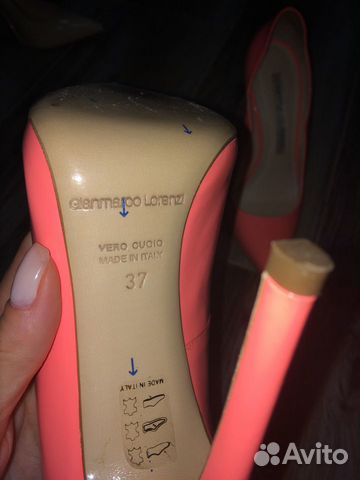 Gianmarco Lorenzi
VERO CUOIO
MADE IN ITALY
37
MADE IN ITALY
Avito